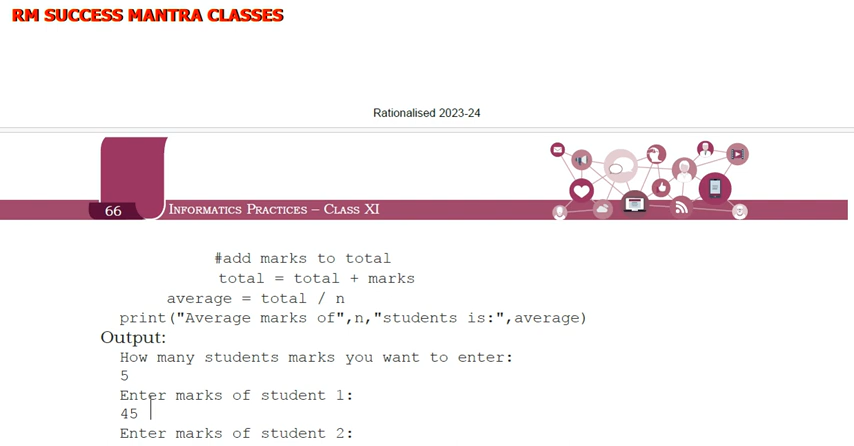 RM SUCCESS MANTRA CLASSES
Rationalised 2023-24
66 Informatics Practices – Class XI
#add marks to total
total = total + marks
average = total / n
print("Average marks of",n,"students is:",average)
Output:
How many students marks you want to enter:
5
Enter marks of student 1:
45
Enter marks of student 2: